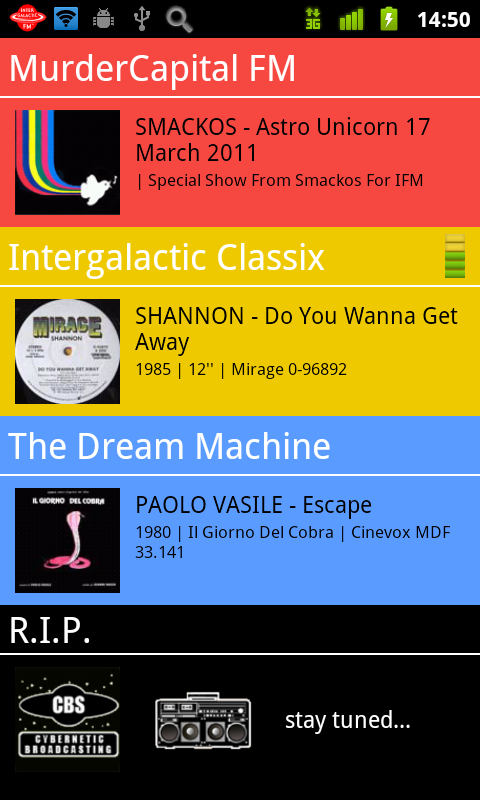 INTER
GALACTIC
FM
3G
14:50
MurderCapital FM
SMACKOS - Astro Unicorn 17
March 2011
| Special Show From Smackos For IFM
Intergalactic Classix
MIRAGE
SHANNON
DO YOU WANNA GET AWAY
SHANNON - Do You Wanna Get
Away
1985 | 12'' | Mirage 0-96892
The Dream Machine
IL GIORNO DEL COBRA
PAOLO VASILE - Escape
1980 | Il Giorno Del Cobra | Cinevox MDF
33.141
R.I.P.
CBS
CYBERNETIC
BROADCASTING
stay tuned...